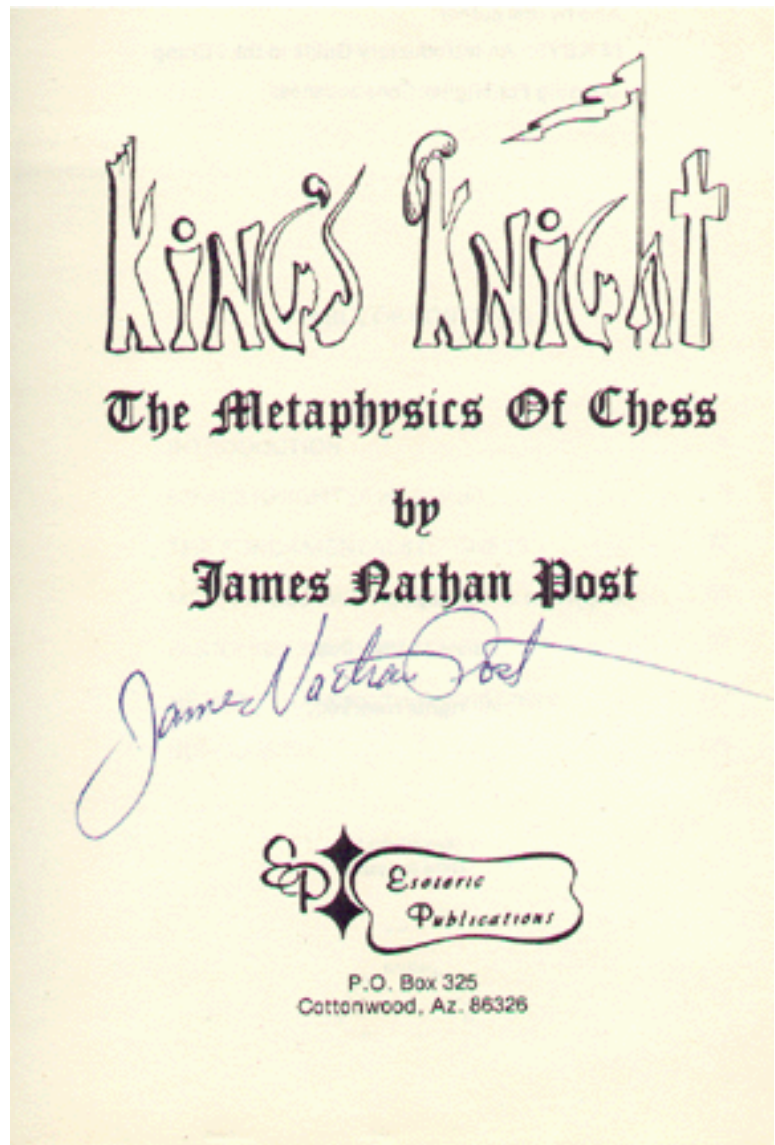 King's Knight
The Metaphysics Of Chess
by
James Nathan Post
James Nathan Post
EP
Esoteric
Publications
P.O. Box 325
Cottonwood, Az. 86326